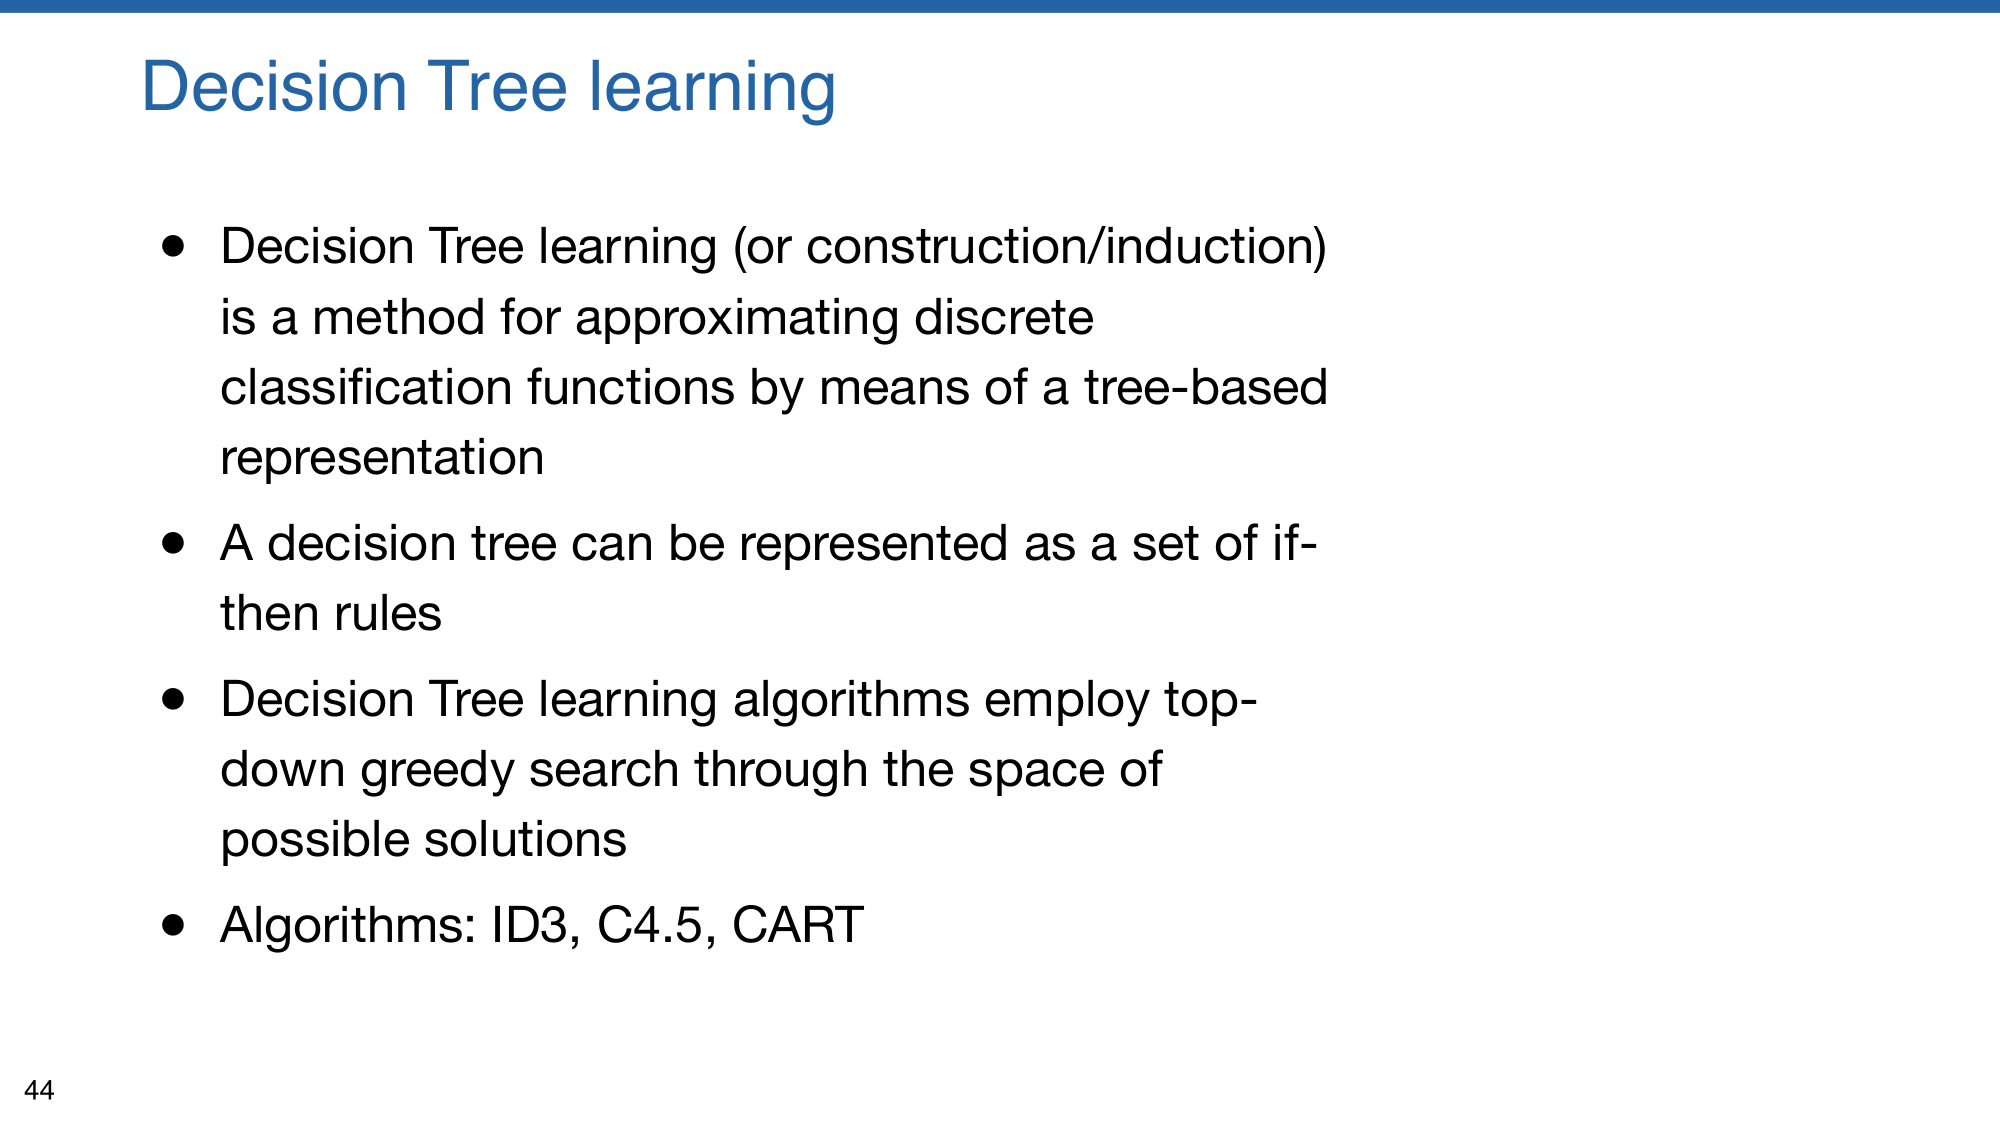 Decision Tree learning
● Decision Tree learning (or construction/induction)
is a method for approximating discrete
classification functions by means of a tree-based
representation
● A decision tree can be represented as a set of if-
then rules
● Decision Tree learning algorithms employ top-
down greedy search through the space of
possible solutions
● Algorithms: ID3, C4.5, CART
44